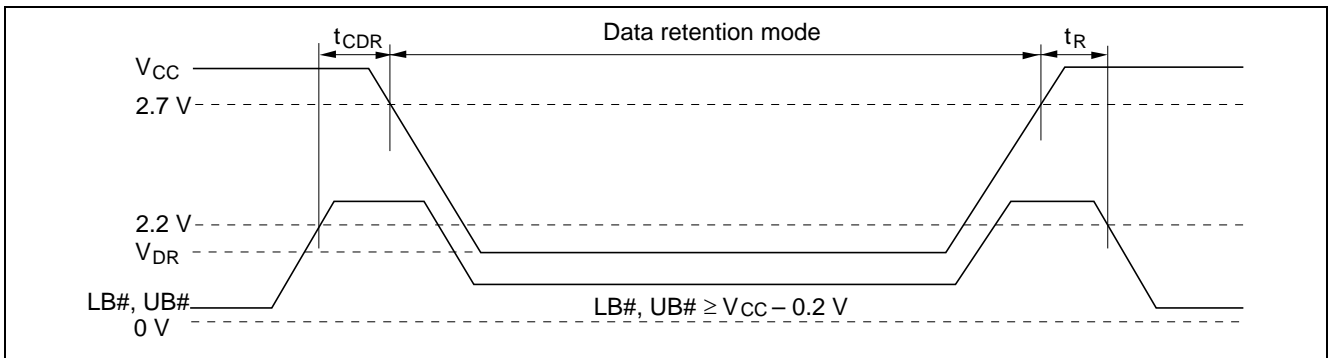 tCDR Data retention mode tR
VCC
2.7 V
2.2 V
VDR
LB#, UB#
LB#, UB# ≥ VCC – 0.2 V
0 V